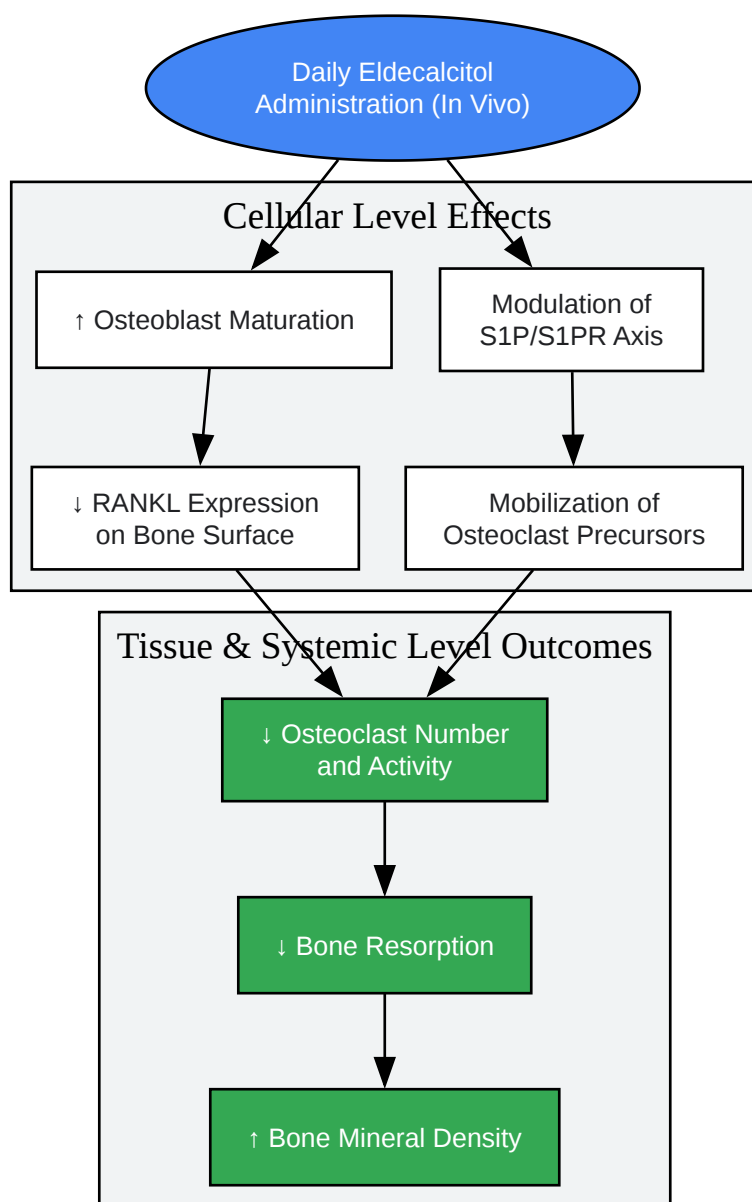 Daily Eldecalcitol
Administration (In Vivo)
Cellular Level Effects
↑ Osteoblast Maturation
Modulation of
S1P/S1PR Axis
↓ RANKL Expression
on Bone Surface
Mobilization of
Osteoclast Precursors
Tissue & Systemic Level Outcomes
↓ Osteoclast Number
and Activity
↓ Bone Resorption
↑ Bone Mineral Density